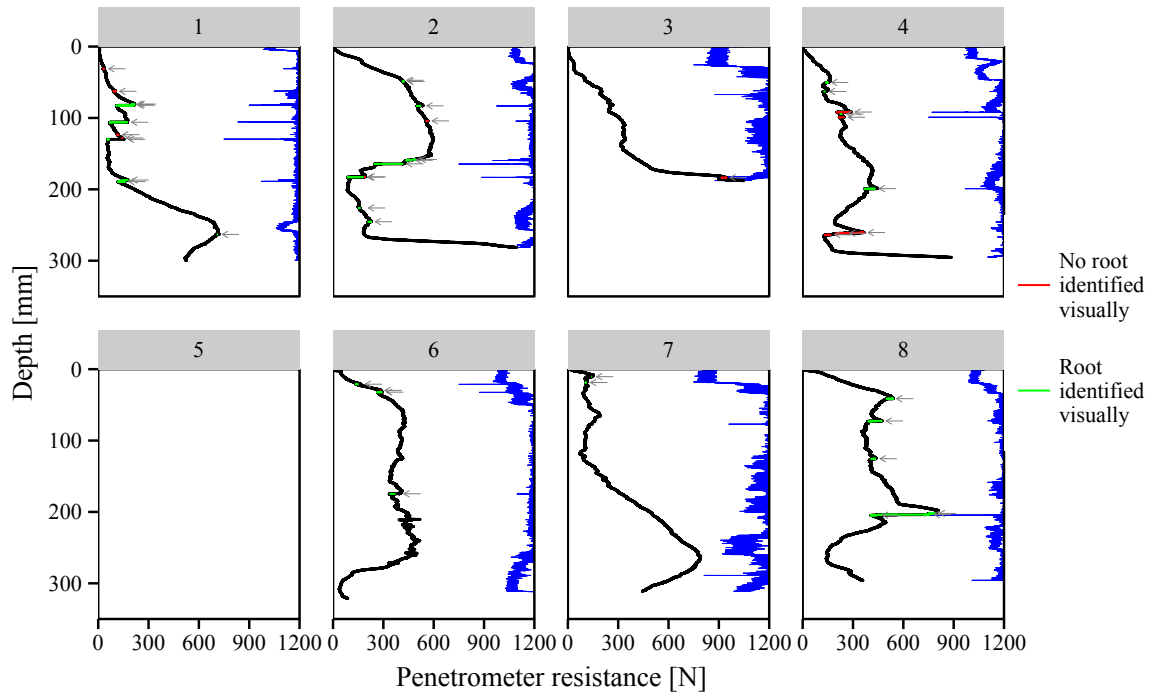 1 2 3 4
0
100
200
300
Depth [mm]
No root
identified
visually
5 6 7 8
0
100
200
300
Root
identified
visually
0 300 600 900 1200 0 300 600 900 1200 0 300 600 900 1200 0 300 600 900 1200
Penetrometer resistance [N]